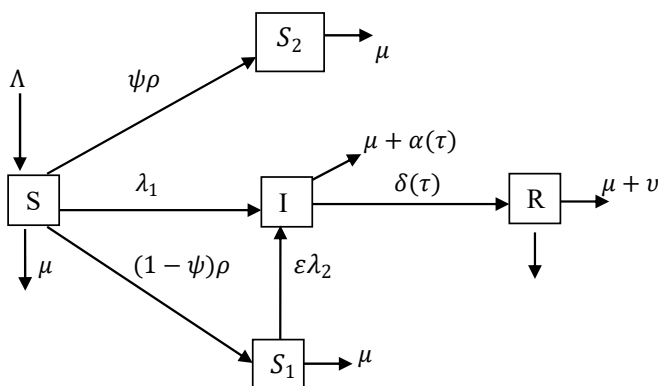 S₂
μ
Λ
ψρ
μ + α(τ)
λ₁
δ(τ)
μ + υ
S
I
R
μ
(1 − ψ)ρ
ελ₂
S₁
μ